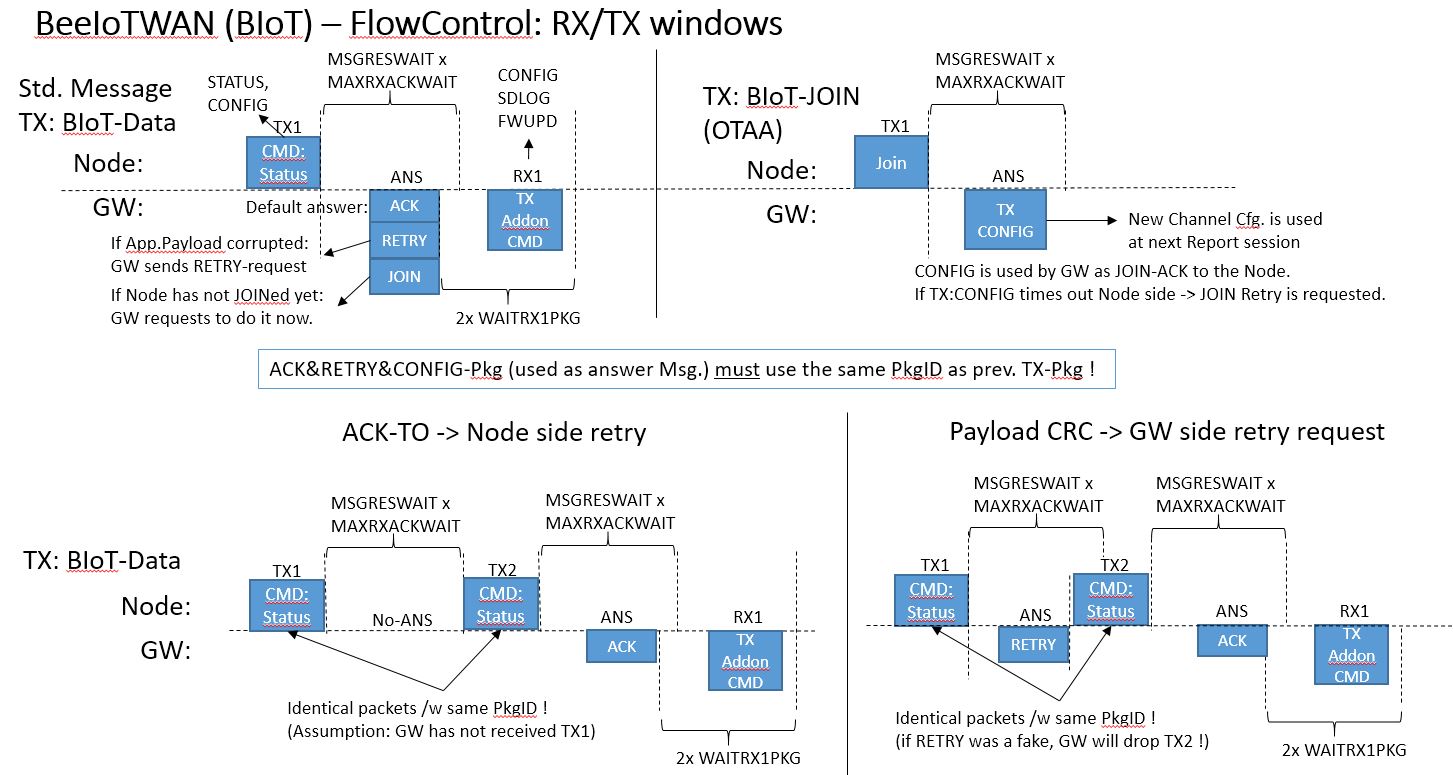 BeeIoTWAN (BIoT) – FlowControl: RX/TX windows
Std. Message
TX: BIoT-Data
Node:
GW:
STATUS,
CONFIG
TX1
CMD:
Status
MSGRESWAIT x
MAXRXACKWAIT
CONFIG
SDLOG
FWUPD
ANS
RX1
Default answer:
ACK
RETRY
JOIN
TX
Addon
CMD
If App.Payload corrupted:
GW sends RETRY-request
If Node has not JOINed yet:
GW requests to do it now.
2x WAITRX1PKG
TX: BIoT-JOIN
(OTAA)
Node:
GW:
MSGRESWAIT x
MAXRXACKWAIT
TX1
Join
ANS
TX
CONFIG
New Channel Cfg. is used
at next Report session
CONFIG is used by GW as JOIN-ACK to the Node.
If TX:CONFIG times out Node side -> JOIN Retry is requested.
ACK&RETRY&CONFIG-Pkg (used as answer Msg.) must use the same PkgID as prev. TX-Pkg !
ACK-TO -> Node side retry
TX: BIoT-Data
Node:
GW:
MSGRESWAIT x
MAXRXACKWAIT
MSGRESWAIT x
MAXRXACKWAIT
TX1
CMD:
Status
No-ANS
TX2
CMD:
Status
ANS
ACK
RX1
TX
Addon
CMD
Identical packets /w same PkgID !
(Assumption: GW has not received TX1)
2x WAITRX1PKG
Payload CRC -> GW side retry request
MSGRESWAIT x
MAXRXACKWAIT
MSGRESWAIT x
MAXRXACKWAIT
TX1
CMD:
Status
ANS
RETRY
TX2
CMD:
Status
ANS
ACK
RX1
TX
Addon
CMD
Identical packets /w same PkgID !
(if RETRY was a fake, GW will drop TX2 !)
2x WAITRX1PKG